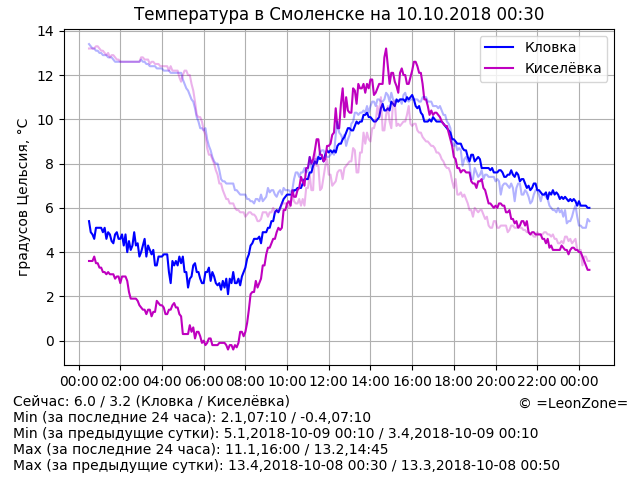 Температура в Смоленске на 10.10.2018 00:30
14
12
10
8
6
4
2
0
градусов Цельсия, °C
Кловка
Киселёвка
00:00 02:00 04:00 06:00 08:00 10:00 12:00 14:00 16:00 18:00 20:00 22:00 00:00
Сейчас: 6.0 / 3.2 (Кловка / Киселёвка)
© =LeonZone=
Min (за последние 24 часа): 2.1,07:10 / -0.4,07:10
Min (за предыдущие сутки): 5.1,2018-10-09 00:10 / 3.4,2018-10-09 00:10
Max (за последние 24 часа): 11.1,16:00 / 13.2,14:45
Max (за предыдущие сутки): 13.4,2018-10-08 00:30 / 13.3,2018-10-08 00:50